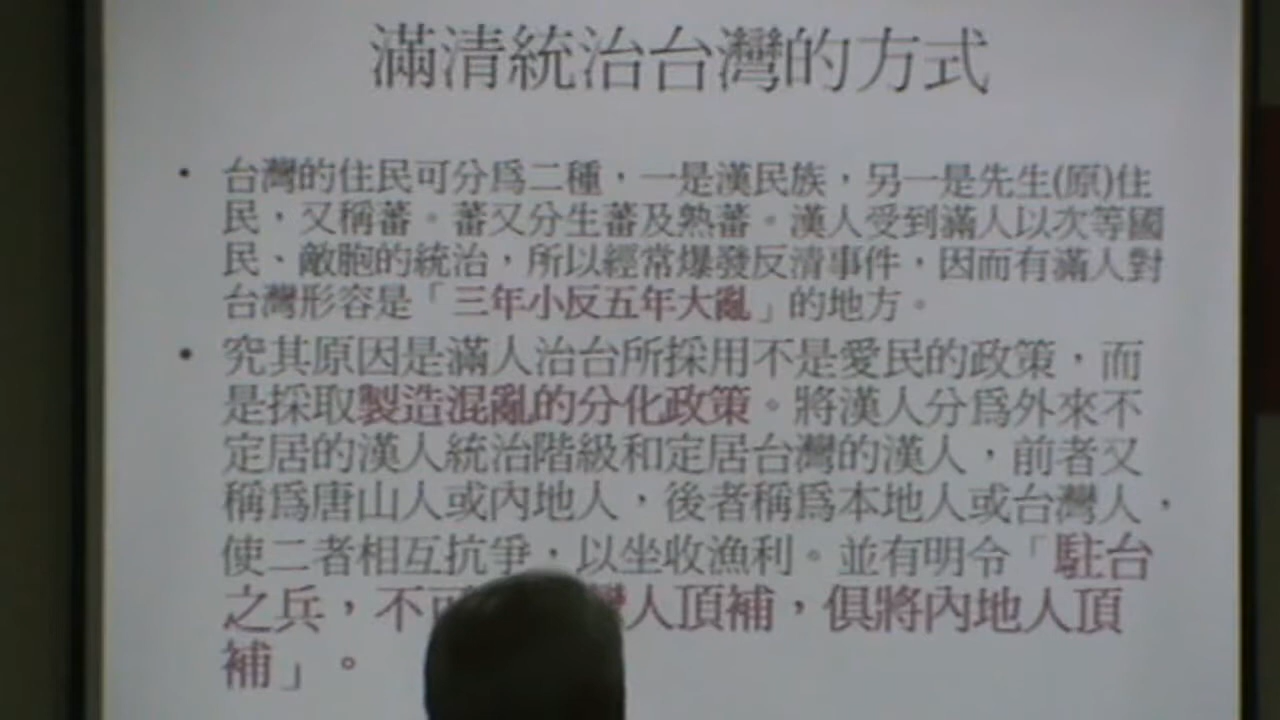 滿清統治台灣的方式
• 台灣的住民可分為二種，一是漢民族，另一是先生(原)住
民，又稱蕃。蕃又分生蕃及熟蕃。漢人受到滿人以次等國
民、敵胞的統治，所以經常爆發反清事件，因而有滿人對
台灣形容是「三年小反五年大亂」的地方。
• 究其原因是滿人治台所採用不是愛民的政策，而
是採取製造混亂的分化政策。將漢人分為外來不
定居的漢人統治階級和定居台灣的漢人，前者又
稱為唐山人或內地人，後者稱為本地人或台灣人，
使二者相互抗爭，以坐收漁利。並有明令「駐台
之兵，不 人頂補，俱將內地人頂
補」。